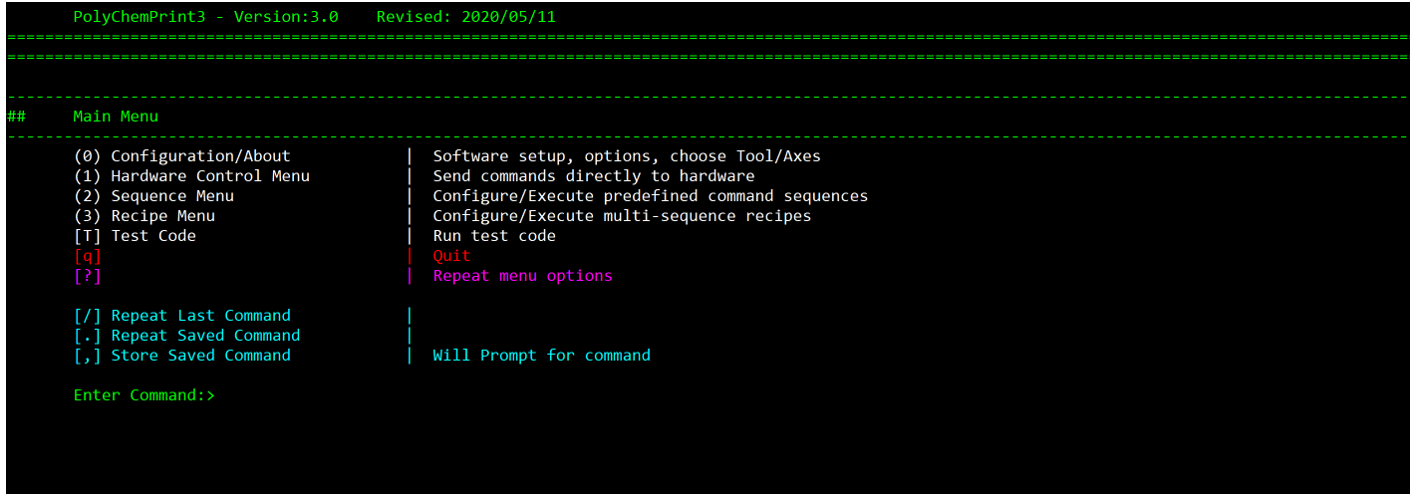 PolyChemPrint3 - Version:3.0    Revised: 2020/05/11
====================================================================================================================================================
====================================================================================================================================================
----------------------------------------------------------------------------------------------------------------------------------------------------
##     Main Menu
----------------------------------------------------------------------------------------------------------------------------------------------------
(0) Configuration/About            |  Software setup, options, choose Tool/Axes
(1) Hardware Control Menu          |  Send commands directly to hardware
(2) Sequence Menu                  |  Configure/Execute predefined command sequences
(3) Recipe Menu                    |  Configure/Execute multi-sequence recipes
[T] Test Code                      |  Run test code
[q]                                |  Quit
[?]                                |  Repeat menu options
[/] Repeat Last Command            |
[.] Repeat Saved Command           |
[,] Store Saved Command            |  Will Prompt for command
Enter Command:>